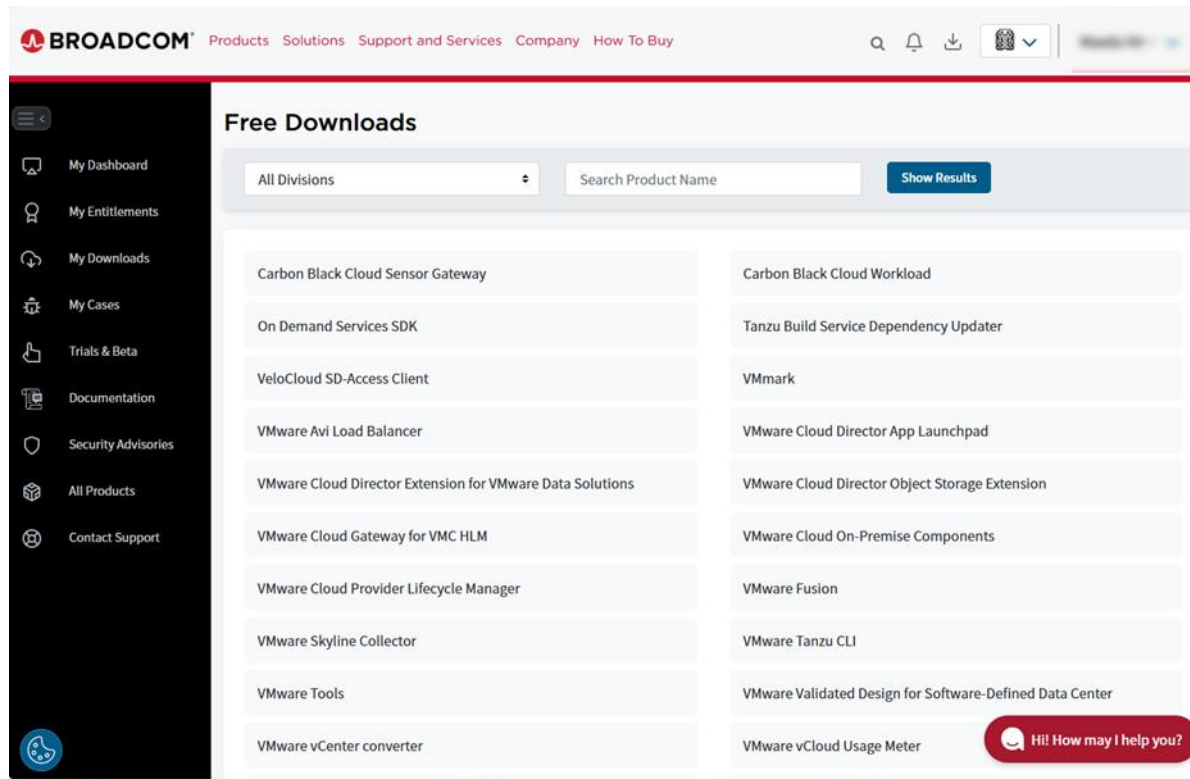 BROADCOM Products Solutions Support and Services Company How To Buy
Free Downloads
My Dashboard
My Entitlements
My Downloads
My Cases
Trials & Beta
Documentation
Security Advisories
All Products
Contact Support
All Divisions Search Product Name Show Results
Carbon Black Cloud Sensor Gateway Carbon Black Cloud Workload
On Demand Services SDK Tanzu Build Service Dependency Updater
VeloCloud SD-Access Client VMmark
VMware Avi Load Balancer VMware Cloud Director App Launchpad
VMware Cloud Director Extension for VMware Data Solutions VMware Cloud Director Object Storage Extension
VMware Cloud Gateway for VMC HLM VMware Cloud On-Premise Components
VMware Cloud Provider Lifecycle Manager VMware Fusion
VMware Skyline Collector VMware Tanzu CLI
VMware Tools VMware Validated Design for Software-Defined Data Center
VMware vCenter converter VMware vCloud Usage Meter
Hi! How may I help you?